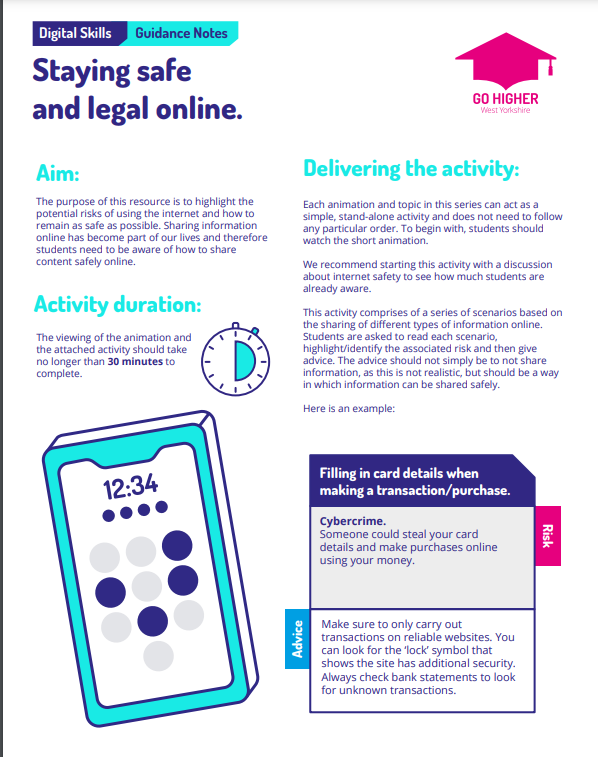 Digital Skills Guidance Notes
Staying safe
and legal online.
GO HIGHER
West Yorkshire
Aim:
The purpose of this resource is to highlight the
potential risks of using the internet and how to
remain as safe as possible. Sharing information
online has become part of our lives and therefore
students need to be aware of how to share
content safely online.
Activity duration:
The viewing of the animation and
the attached activity should take
no longer than 30 minutes to
complete.
12:34
Delivering the activity:
Each animation and topic in this series can act as a
simple, stand-alone activity and does not need to follow
any particular order. To begin with, students should
watch the short animation.
We recommend starting this activity with a discussion
about internet safety to see how much students are
already aware.
This activity comprises of a series of scenarios based on
the sharing of different types of information online.
Students are asked to read each scenario,
highlight/identify the associated risk and then give
advice. The advice should not simply be to not share
information, as this is not realistic, but should be a way
in which information can be shared safely.
Here is an example:
Filling in card details when
making a transaction/purchase.
Cybercrime.
Someone could steal your card
details and make purchases online
using your money.
Risk
Advice
Make sure to only carry out
transactions on reliable websites. You
can look for the ‘lock’ symbol that
shows the site has additional security.
Always check bank statements to look
for unknown transactions.